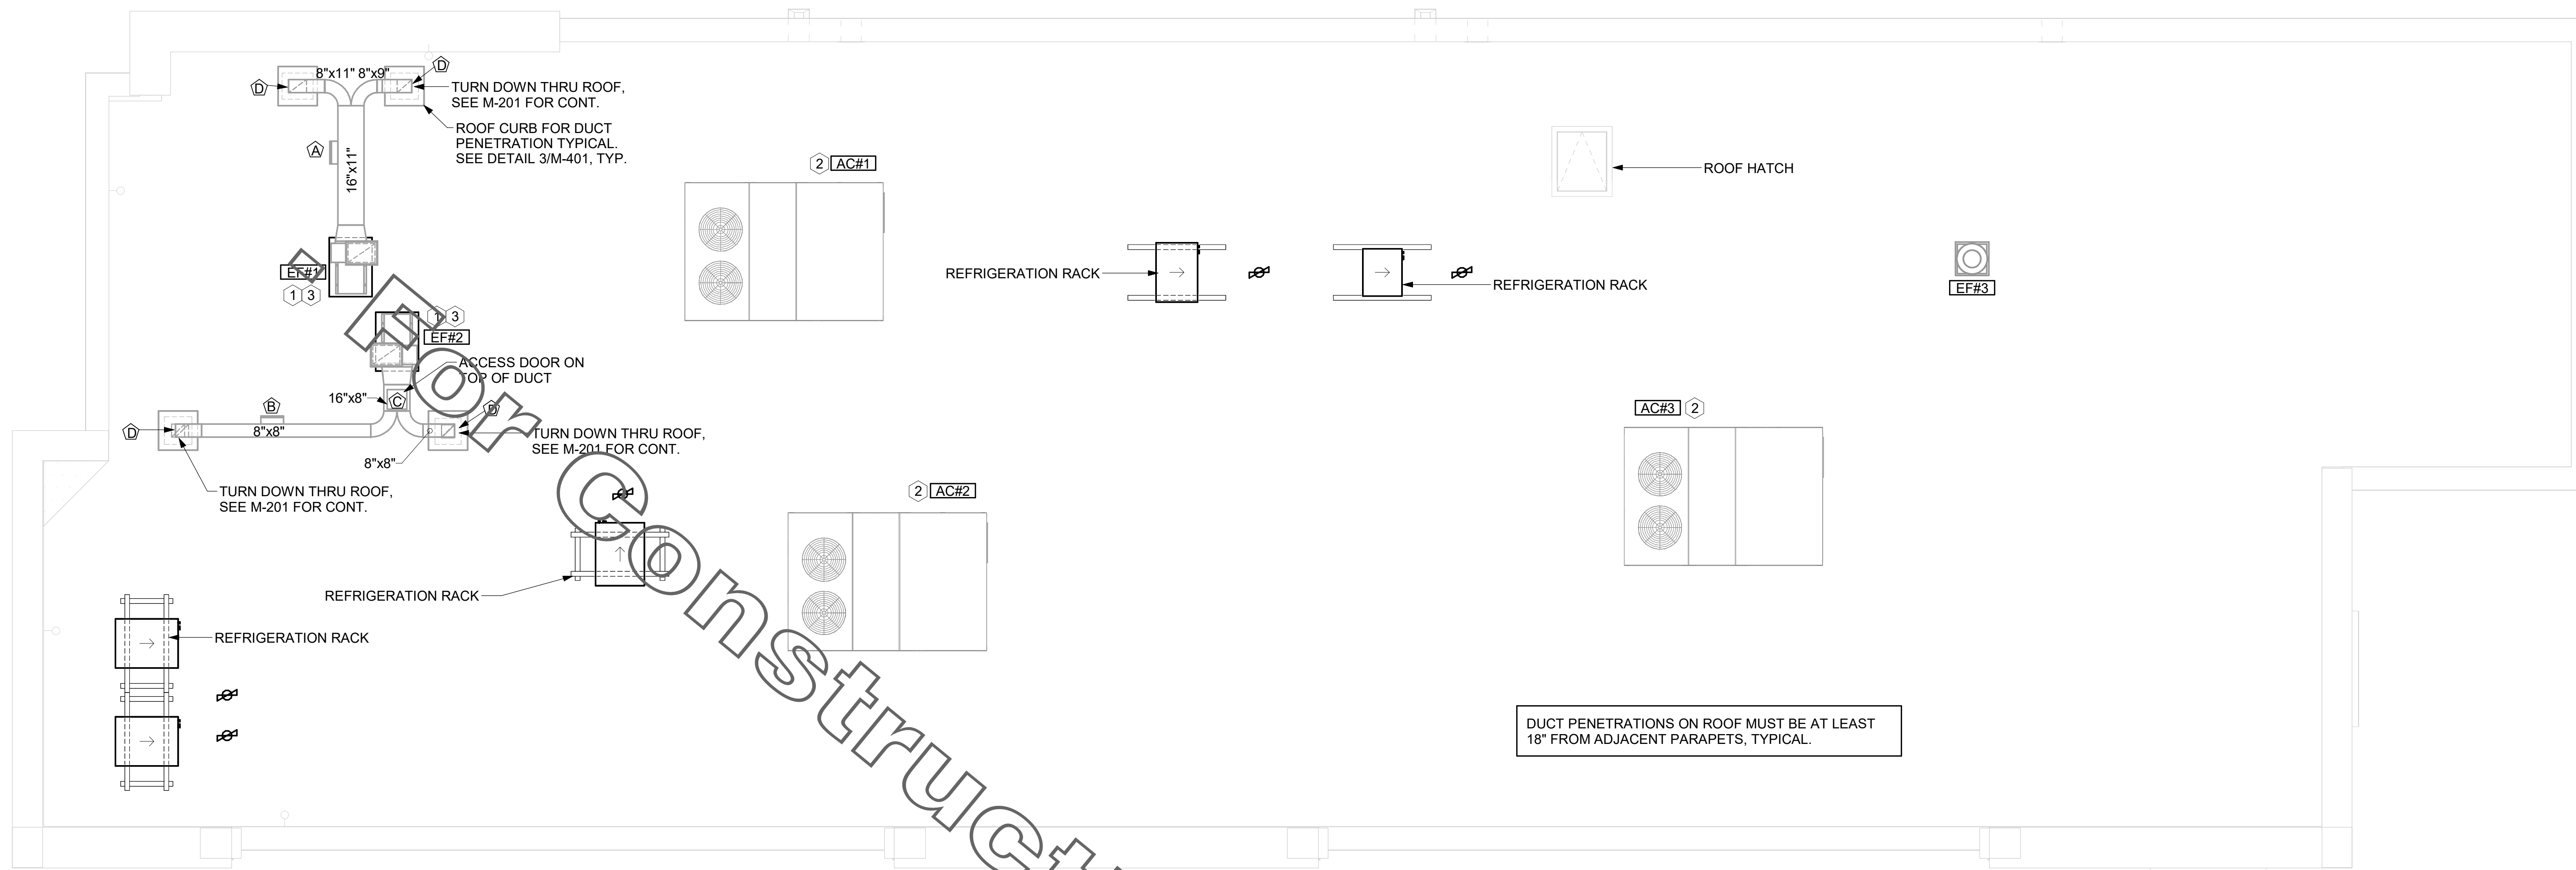 8"x11" 8"x9"
D
D
TURN DOWN THRU ROOF,
SEE M-201 FOR CONT.
ROOF CURB FOR DUCT
PENETRATION TYPICAL.
SEE DETAIL 3/M-401, TYP.
A
16"x11"
2 AC#1
ROOF HATCH
EF#1
1 3
REFRIGERATION RACK
REFRIGERATION RACK
EF#3
1 3
EF#2
ACCESS DOOR ON
TOP OF DUCT
16"x8"
C
B
D
8"x8"
D
TURN DOWN THRU ROOF,
SEE M-201 FOR CONT.
8"x8"
AC#3 2
TURN DOWN THRU ROOF,
SEE M-201 FOR CONT.
2 AC#2
REFRIGERATION RACK
REFRIGERATION RACK
DUCT PENETRATIONS ON ROOF MUST BE AT LEAST
18" FROM ADJACENT PARAPETS, TYPICAL.